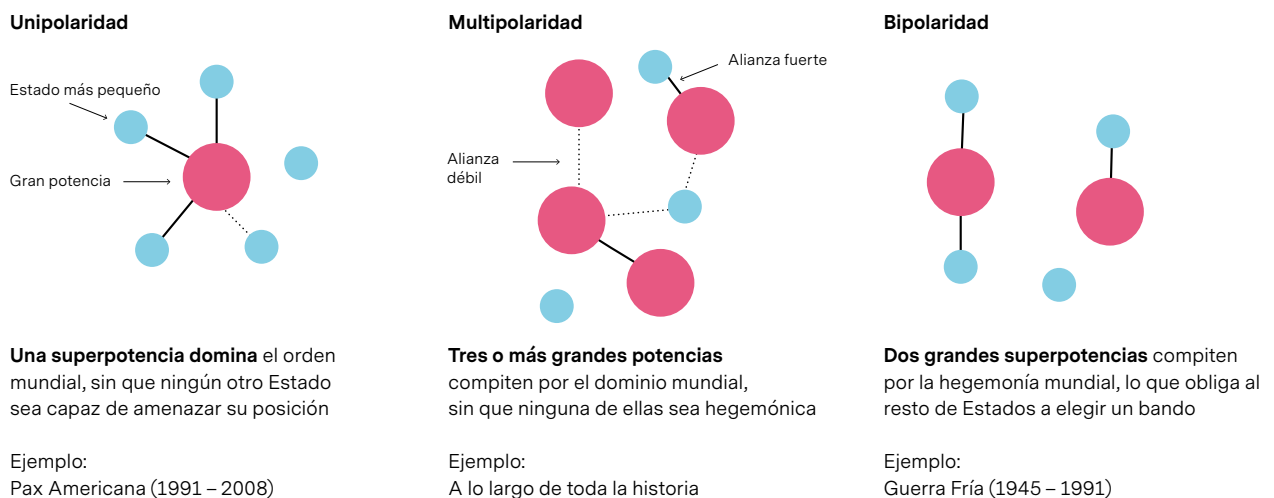 Unipolaridad
Estado más pequeño
Gran potencia
Una superpotencia domina el orden
mundial, sin que ningún otro Estado
sea capaz de amenazar su posición
Ejemplo:
Pax Americana (1991 – 2008)
Multipolaridad
Alianza fuerte
Alianza
débil
Tres o más grandes potencias
compiten por el dominio mundial,
sin que ninguna de ellas sea hegemónica
Ejemplo:
A lo largo de toda la historia
Bipolaridad
Dos grandes superpotencias compiten
por la hegemonía mundial, lo que obliga al
resto de Estados a elegir un bando
Ejemplo:
Guerra Fría (1945 – 1991)